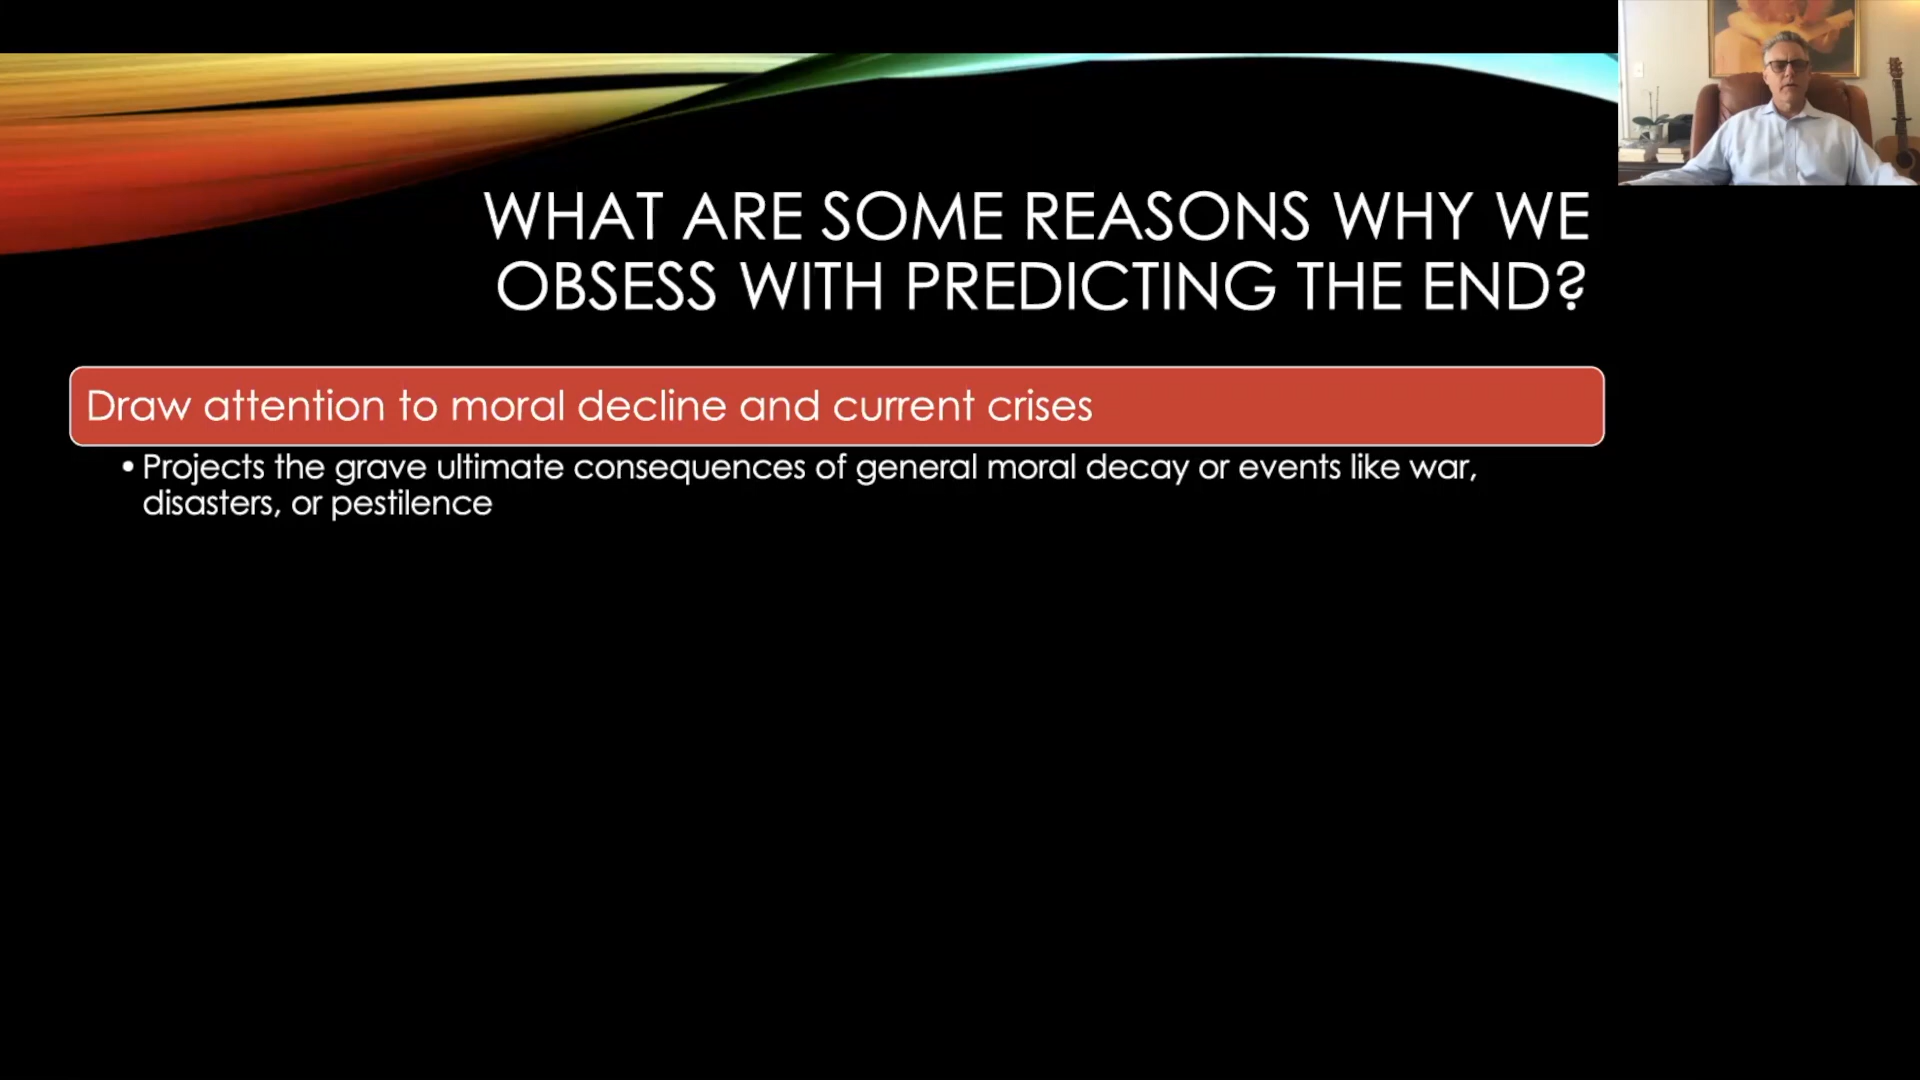 WHAT ARE SOME REASONS WHY WE
OBSESS WITH PREDICTING THE END?
Draw attention to moral decline and current crises
• Projects the grave ultimate consequences of general moral decay or events like war,
disasters, or pestilence